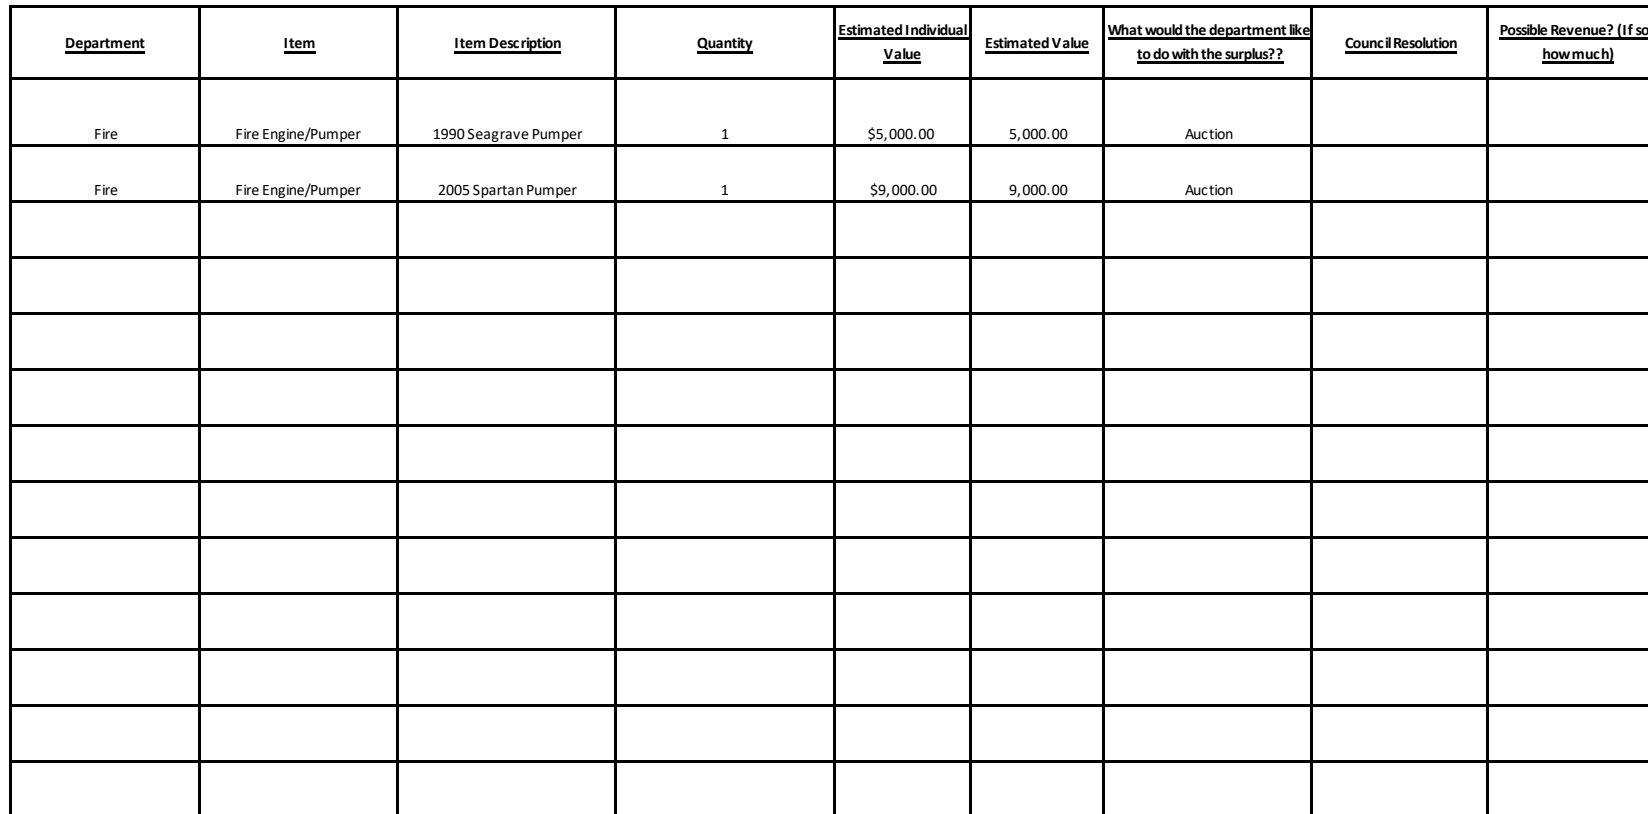 Department Item Item Description Quantity Estimated Individual Value Estimated Value What would the department like to do with the surplus?? Council Resolution Possible Revenue? (If so how much)
Fire Fire Engine/Pumper 1990 Seagrave Pumper 1 $5,000.00 5,000.00 Auction
Fire Fire Engine/Pumper 2005 Spartan Pumper 1 $9,000.00 9,000.00 Auction